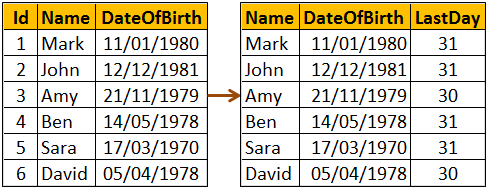 Id Name DateOfBirth Name DateOfBirth LastDay
1 Mark 11/01/1980 Mark 11/01/1980 31
2 John 12/12/1981 John 12/12/1981 31
3 Amy 21/11/1979 Amy 21/11/1979 30
4 Ben 14/05/1978 Ben 14/05/1978 31
5 Sara 17/03/1970 Sara 17/03/1970 31
6 David 05/04/1978 David 05/04/1978 30